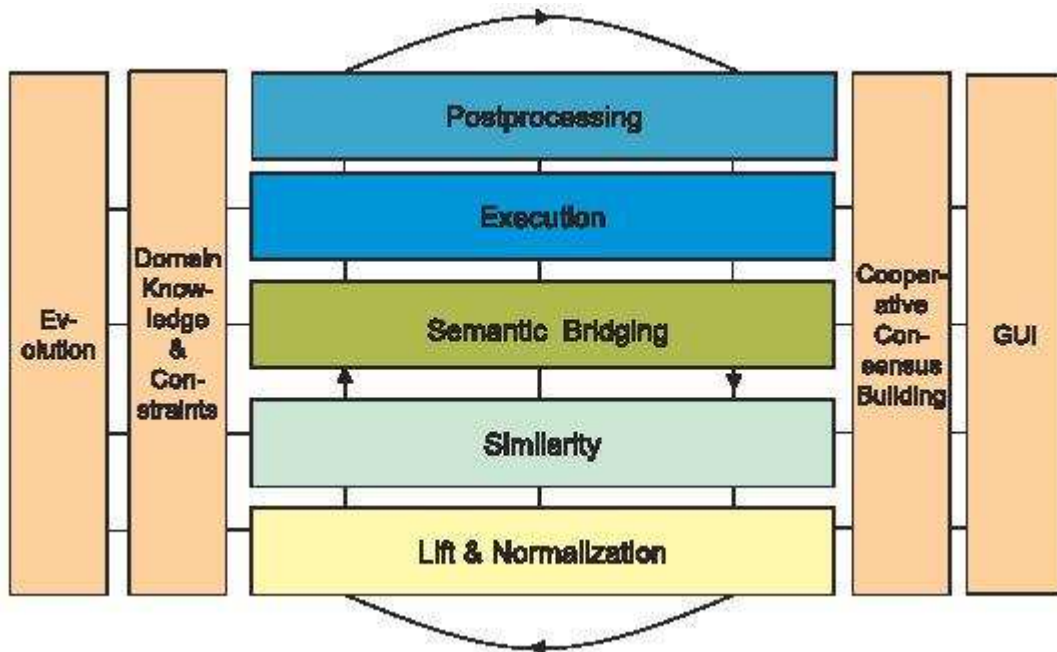 Postprocessing
Execution
Semantic Bridging
Similarity
Lift & Normalization
Ev-
olution
Domain
Know-
ledge
&
Con-
straints
Cooper-
ative
Con-
sensus
Building
GUI